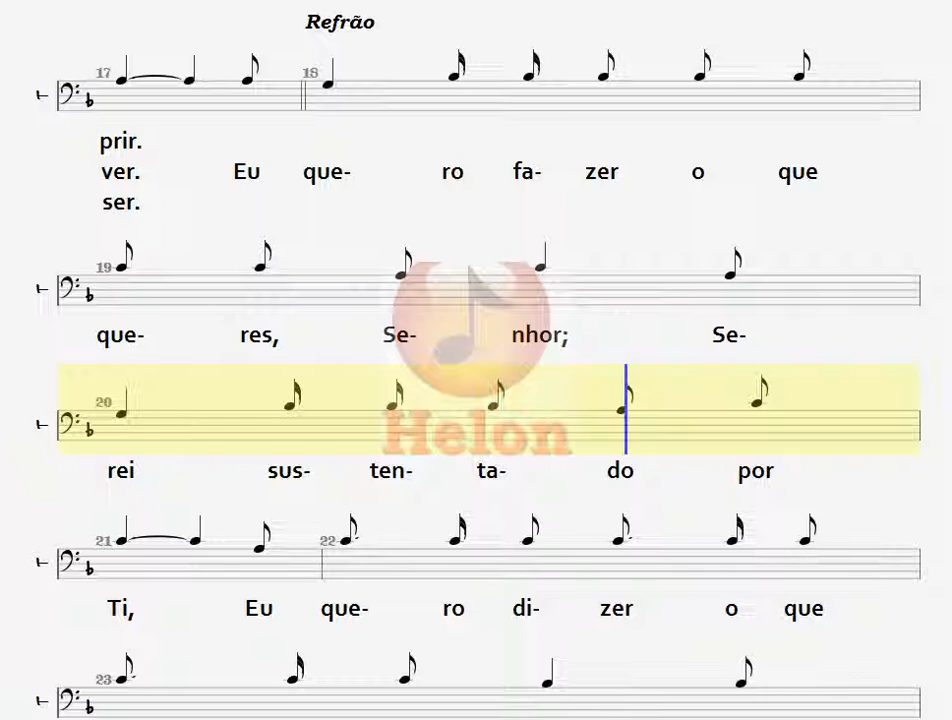 Refrão
17 18
prir.
ver. Eu que- ro fa- zer o que
ser.
19
que- res, Se- nhor; Se-
20
Helon
rei sus- ten- ta- do por
21 22
Ti, Eu que- ro di- zer o que
23